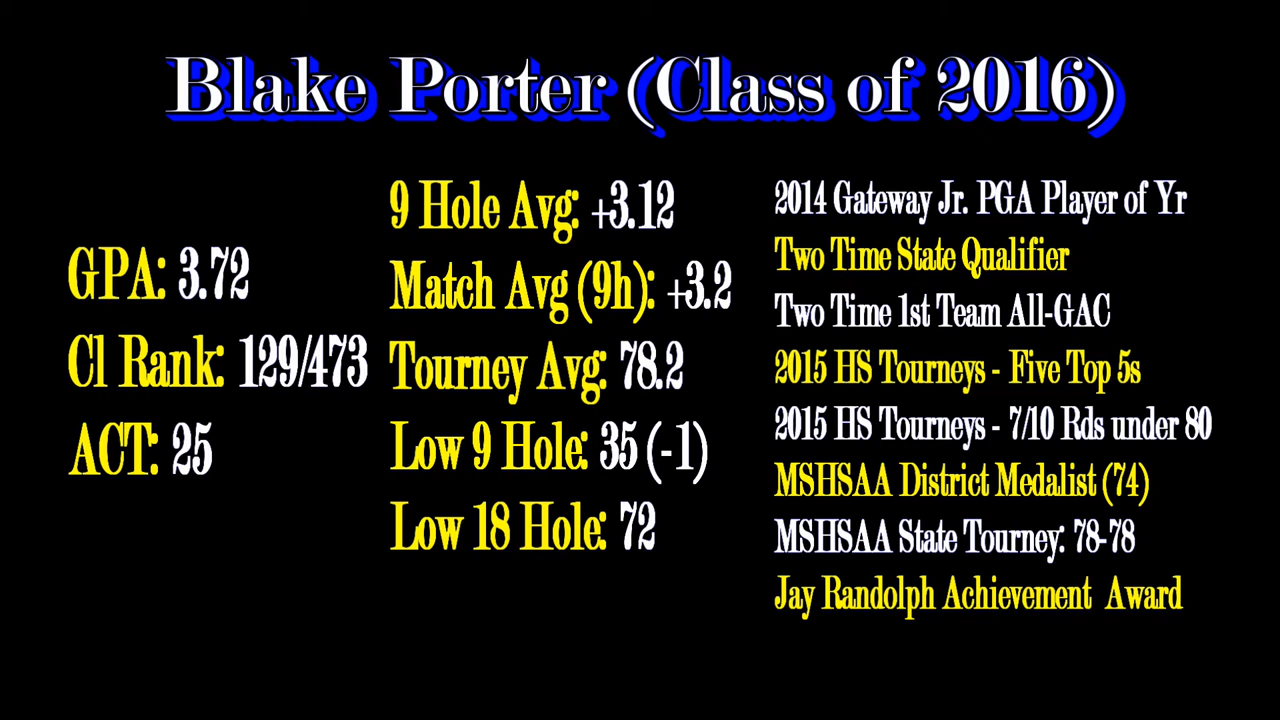 Blake Porter (Class of 2016)
GPA: 3.72
Cl Rank: 129/473
ACT: 25
9 Hole Avg: +3.12
Match Avg (9h): +3.2
Tourney Avg: 78.2
Low 9 Hole: 35 (-1)
Low 18 Hole: 72
2014 Gateway Jr. PGA Player of Yr
Two Time State Qualifier
Two Time 1st Team All-GAC
2015 HS Tourneys - Five Top 5s
2015 HS Tourneys - 7/10 Rds under 80
MSHSAA District Medalist (74)
MSHSAA State Tourney: 78-78
Jay Randolph Achievement Award